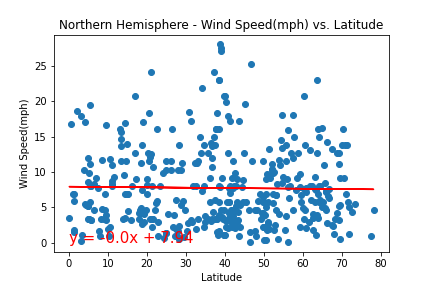 Northern Hemisphere - Wind Speed(mph) vs. Latitude
Wind Speed(mph)
25
20
15
10
5
0
y = -0.0x + 7.94
0 10 20 30 40 50 60 70 80
Latitude